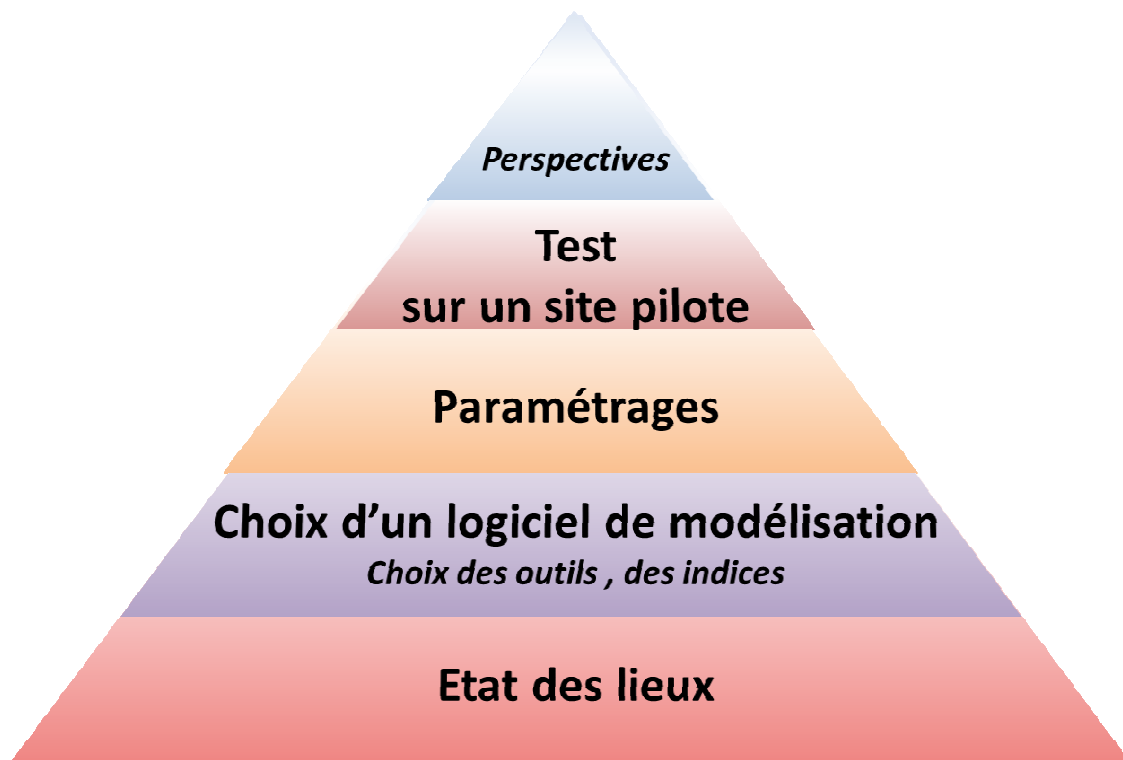 Perspectives
Test
sur un site pilote
Paramétrages
Choix d’un logiciel de modélisation
Choix des outils , des indices
Etat des lieux